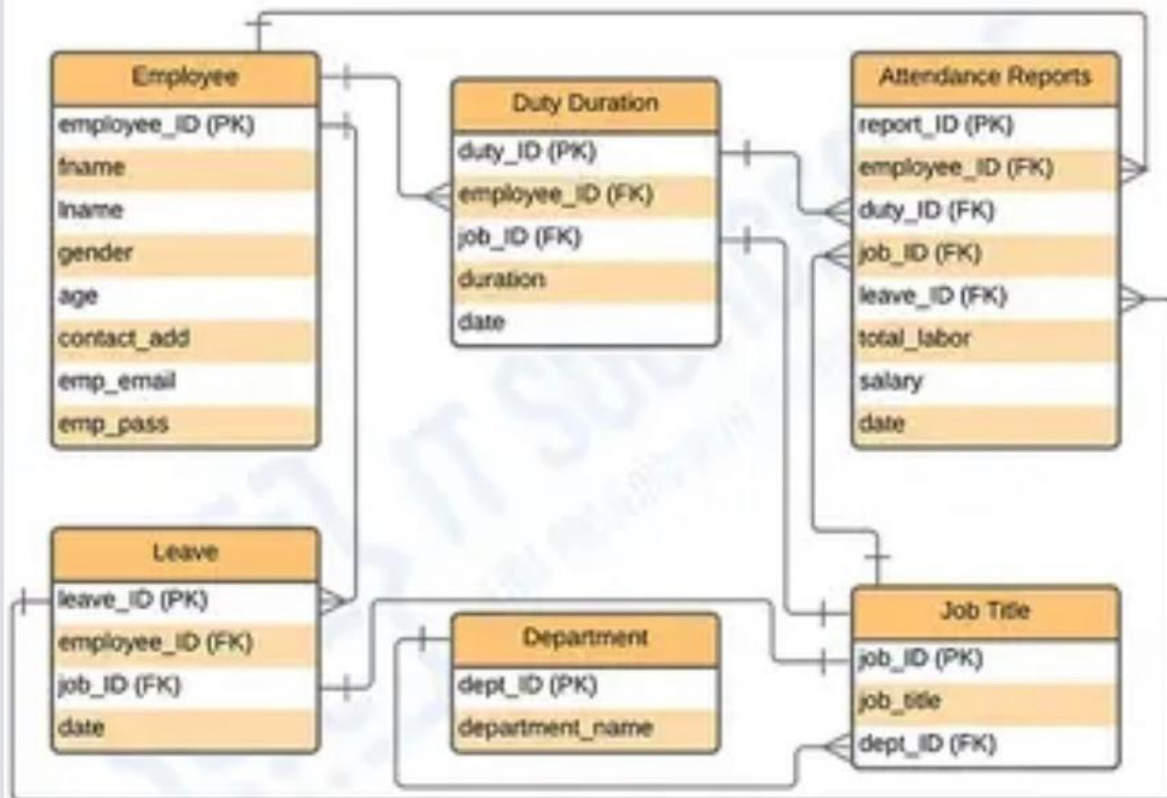 Employee
employee_ID (PK)
fname
lname
gender
age
contact_add
emp_email
emp_pass
Duty Duration
duty_ID (PK)
employee_ID (FK)
job_ID (FK)
duration
date
Attendance Reports
report_ID (PK)
employee_ID (FK)
duty_ID (FK)
job_ID (FK)
leave_ID (FK)
total_labor
salary
date
Leave
leave_ID (PK)
employee_ID (FK)
job_ID (FK)
date
Department
dept_ID (PK)
department_name
Job Title
job_ID (PK)
job_title
dept_ID (FK)